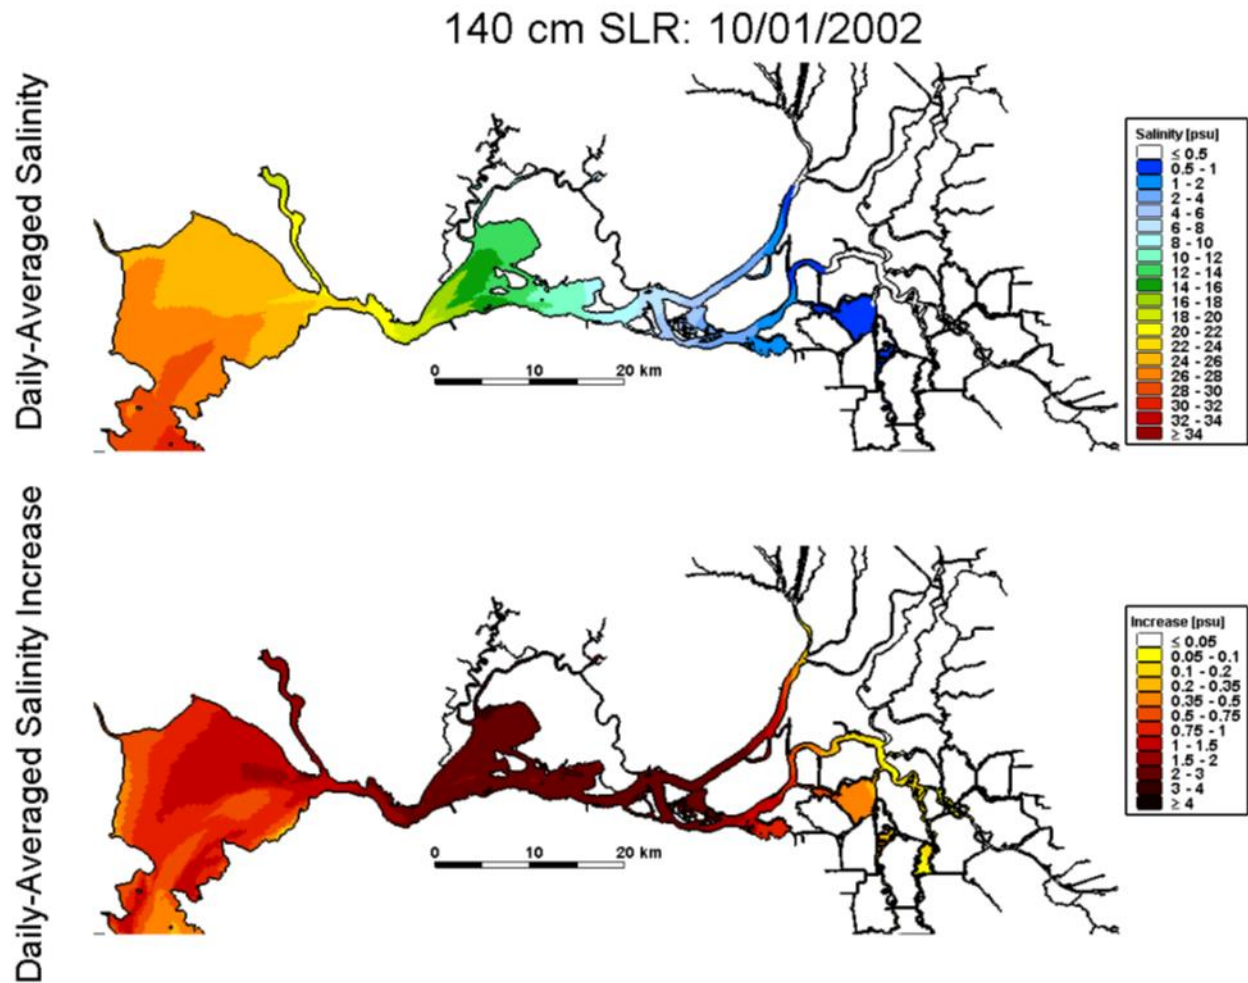 140 cm SLR: 10/01/2002
Daily-Averaged Salinity
0 10 20 km
Salinity [psu]
≤ 0.5
0.5 - 1
1 - 2
2 - 4
4 - 6
6 - 8
8 - 10
10 - 12
12 - 14
14 - 16
16 - 18
18 - 20
20 - 22
22 - 24
24 - 26
26 - 28
28 - 30
30 - 32
32 - 34
≥ 34
Daily-Averaged Salinity Increase
0 10 20 km
Increase [psu]
≤ 0.05
0.05 - 0.1
0.1 - 0.2
0.2 - 0.35
0.35 - 0.5
0.5 - 0.75
0.75 - 1
1 - 1.5
1.5 - 2
2 - 3
3 - 4
≥ 4